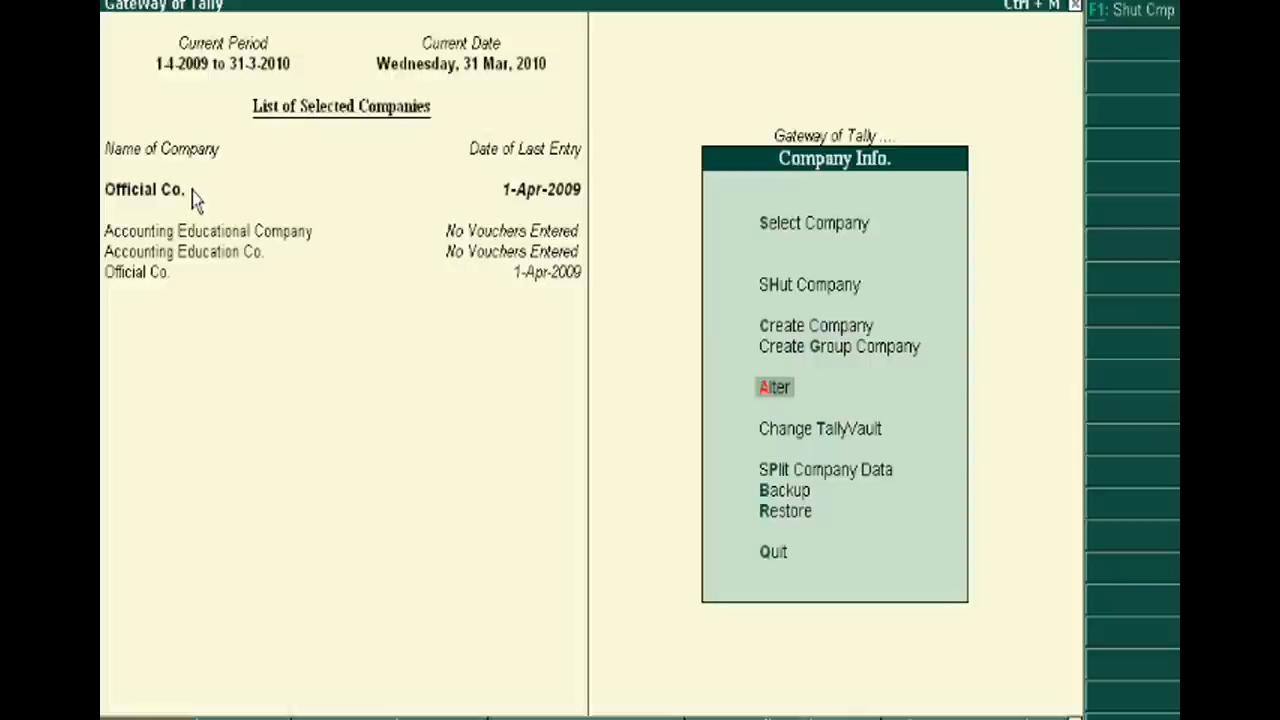 Gateway of Tally
Ctrl + M
F1: Shut Cmp
Current Period
Current Date
1-4-2009 to 31-3-2010
Wednesday, 31 Mar, 2010
List of Selected Companies
Name of Company
Date of Last Entry
Official Co.
1-Apr-2009
Accounting Educational Company
No Vouchers Entered
Accounting Education Co.
No Vouchers Entered
Official Co.
1-Apr-2009
Gateway of Tally ....
Company Info.
Select Company
SHut Company
Create Company
Create Group Company
Alter
Change TallyVault
SPlit Company Data
Backup
Restore
Quit